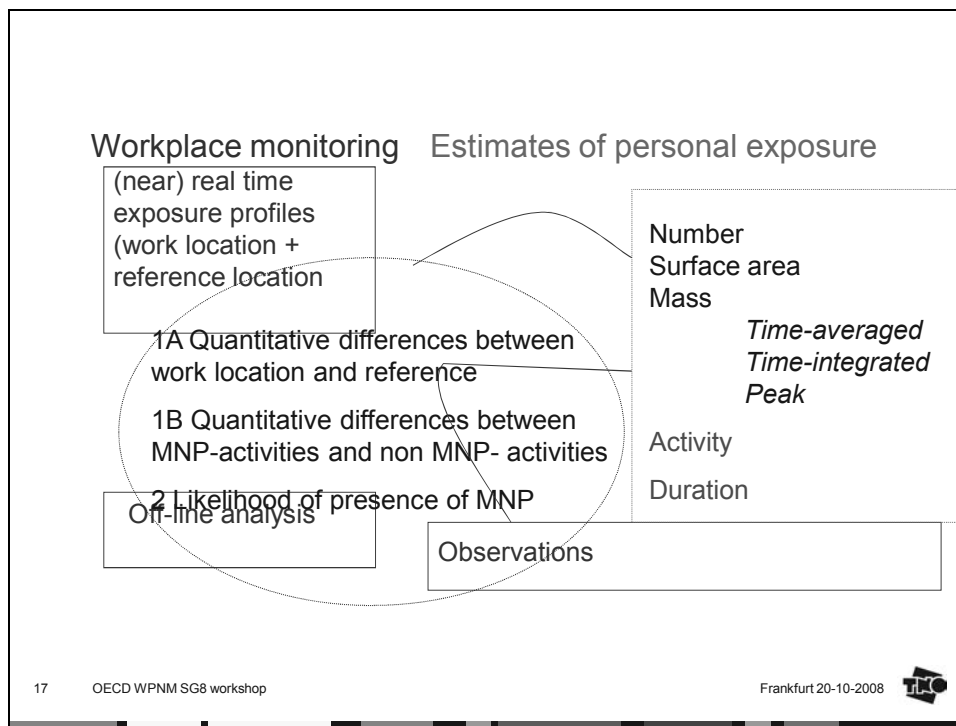 Workplace monitoring Estimates of personal exposure
(near) real time
exposure profiles
(work location +
reference location
1A Quantitative differences between
work location and reference
1B Quantitative differences between
MNP-activities and non MNP- activities
2 Likelihood of presence of MNP
Off-line analysis
Number
Surface area
Mass
Time-averaged
Time-integrated
Peak
Activity
Duration
Observations
17 OECD WPNM SG8 workshop Frankfurt 20-10-2008 TNO